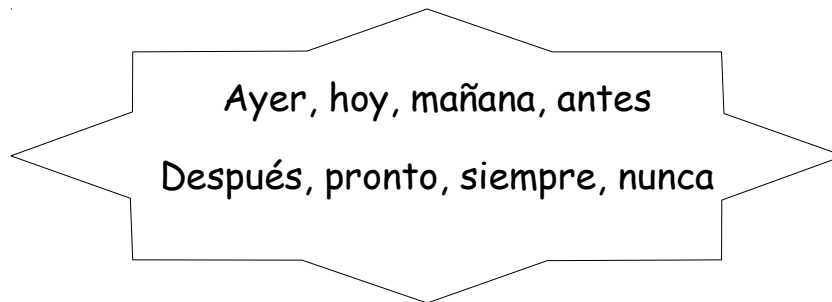 Ayer, hoy, mañana, antes
Después, pronto, siempre, nunca